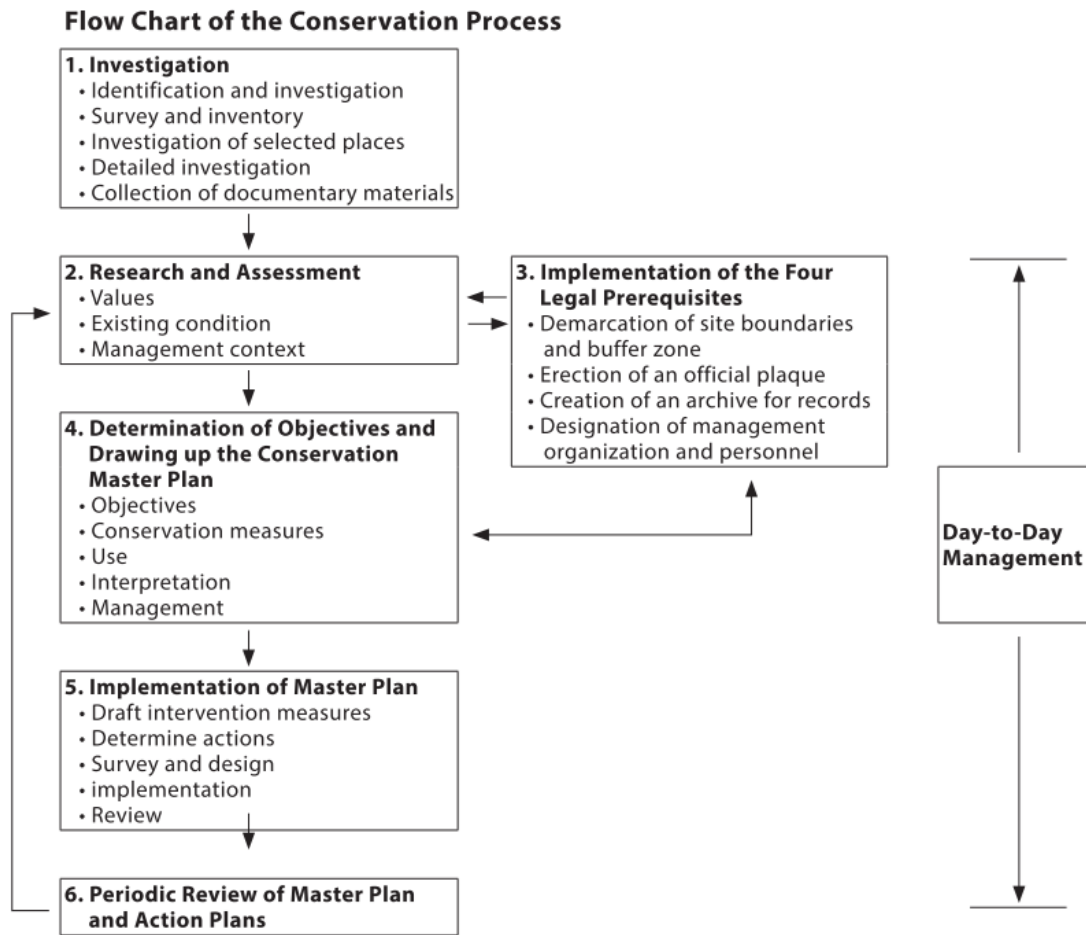 Flow Chart of the Conservation Process
1. Investigation
• Identification and investigation
• Survey and inventory
• Investigation of selected places
• Detailed investigation
• Collection of documentary materials
2. Research and Assessment
• Values
• Existing condition
• Management context
3. Implementation of the Four
Legal Prerequisites
• Demarcation of site boundaries
and buffer zone
• Erection of an official plaque
• Creation of an archive for records
• Designation of management
organization and personnel
4. Determination of Objectives and
Drawing up the Conservation
Master Plan
• Objectives
• Conservation measures
• Use
• Interpretation
• Management
Day-to-Day
Management
5. Implementation of Master Plan
• Draft intervention measures
• Determine actions
• Survey and design
• implementation
• Review
6. Periodic Review of Master Plan
and Action Plans